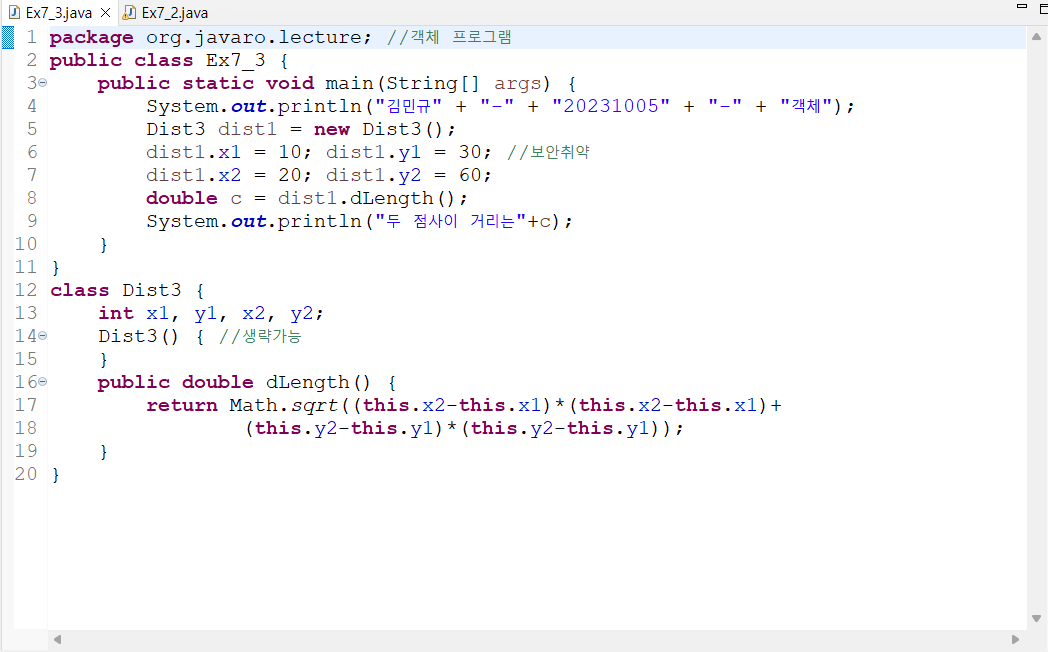 Ex7_3.java Ex7_2.java
1 package org.javaro.lecture; //객체 프로그램
2 public class Ex7_3 {
3 public static void main(String[] args) {
4 System.out.println("김민규" + "-" + "20231005" + "-" + "객체");
5 Dist3 dist1 = new Dist3();
6 dist1.x1 = 10; dist1.y1 = 30; //보안취약
7 dist1.x2 = 20; dist1.y2 = 60;
8 double c = dist1.dLength();
9 System.out.println("두 점사이 거리는"+c);
10 }
11 }
12 class Dist3 {
13 int x1, y1, x2, y2;
14 Dist3() { //생략가능
15 }
16 public double dLength() {
17 return Math.sqrt((this.x2-this.x1)*(this.x2-this.x1)+
18 (this.y2-this.y1)*(this.y2-this.y1));
19 }
20 }